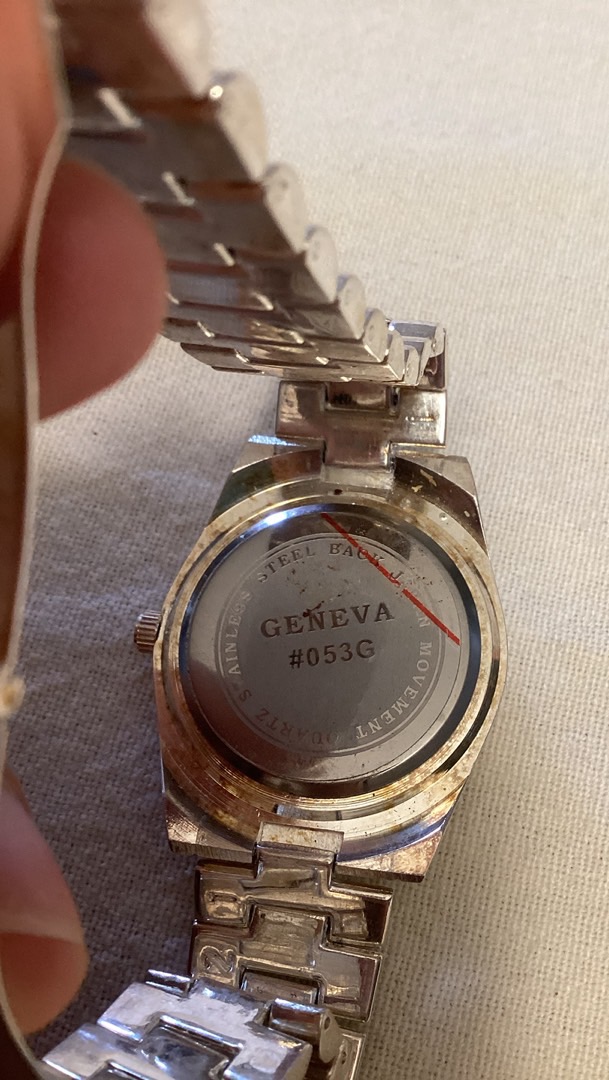 GENEVA
#053G
STAINLESS STEEL BACK
MOVEMENT QUARTZ